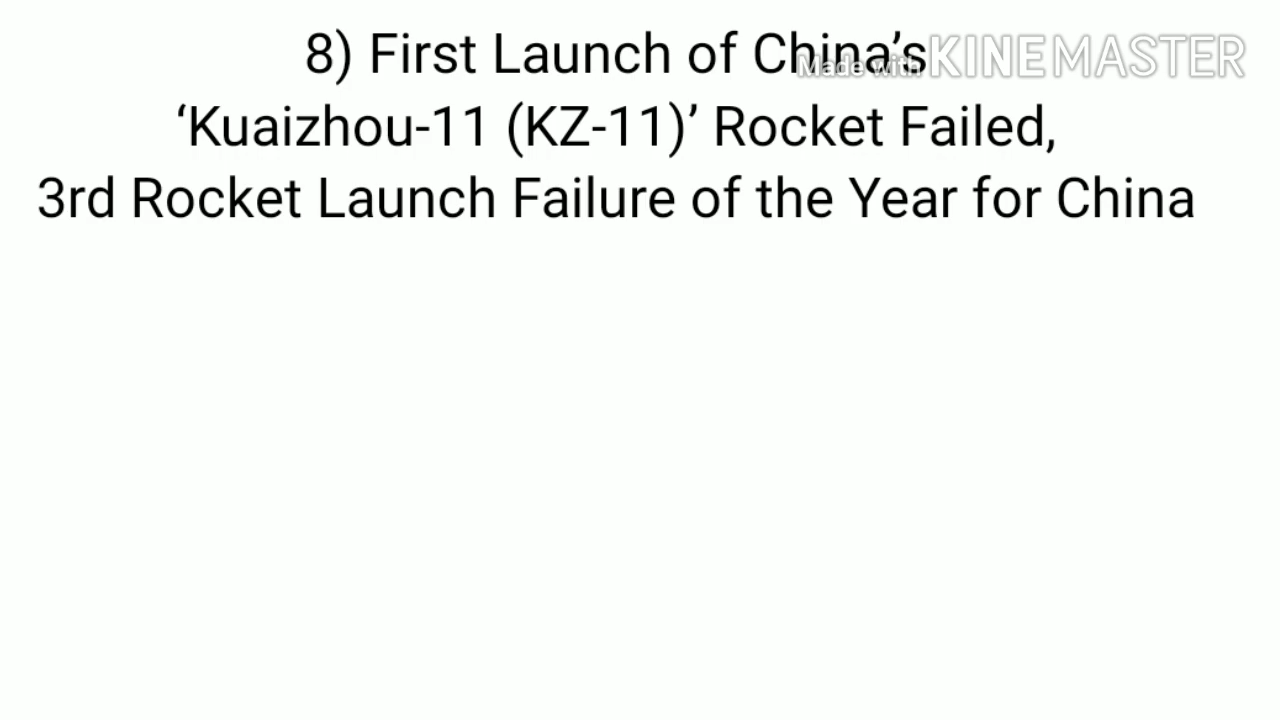 8) First Launch of China’s
Made with KINEMASTER
‘Kuaizhou-11 (KZ-11)’ Rocket Failed,
3rd Rocket Launch Failure of the Year for China